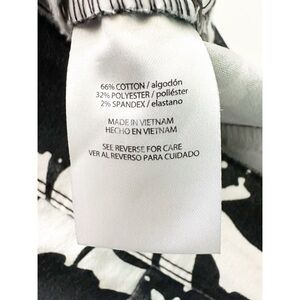 66% COTTON / algodón
32% POLYESTER / poliéster
2% SPANDEX / elastano
MADE IN VIETNAM
HECHO EN VIETNAM
SEE REVERSE FOR CARE
VER AL REVERSO PARA CUIDADO